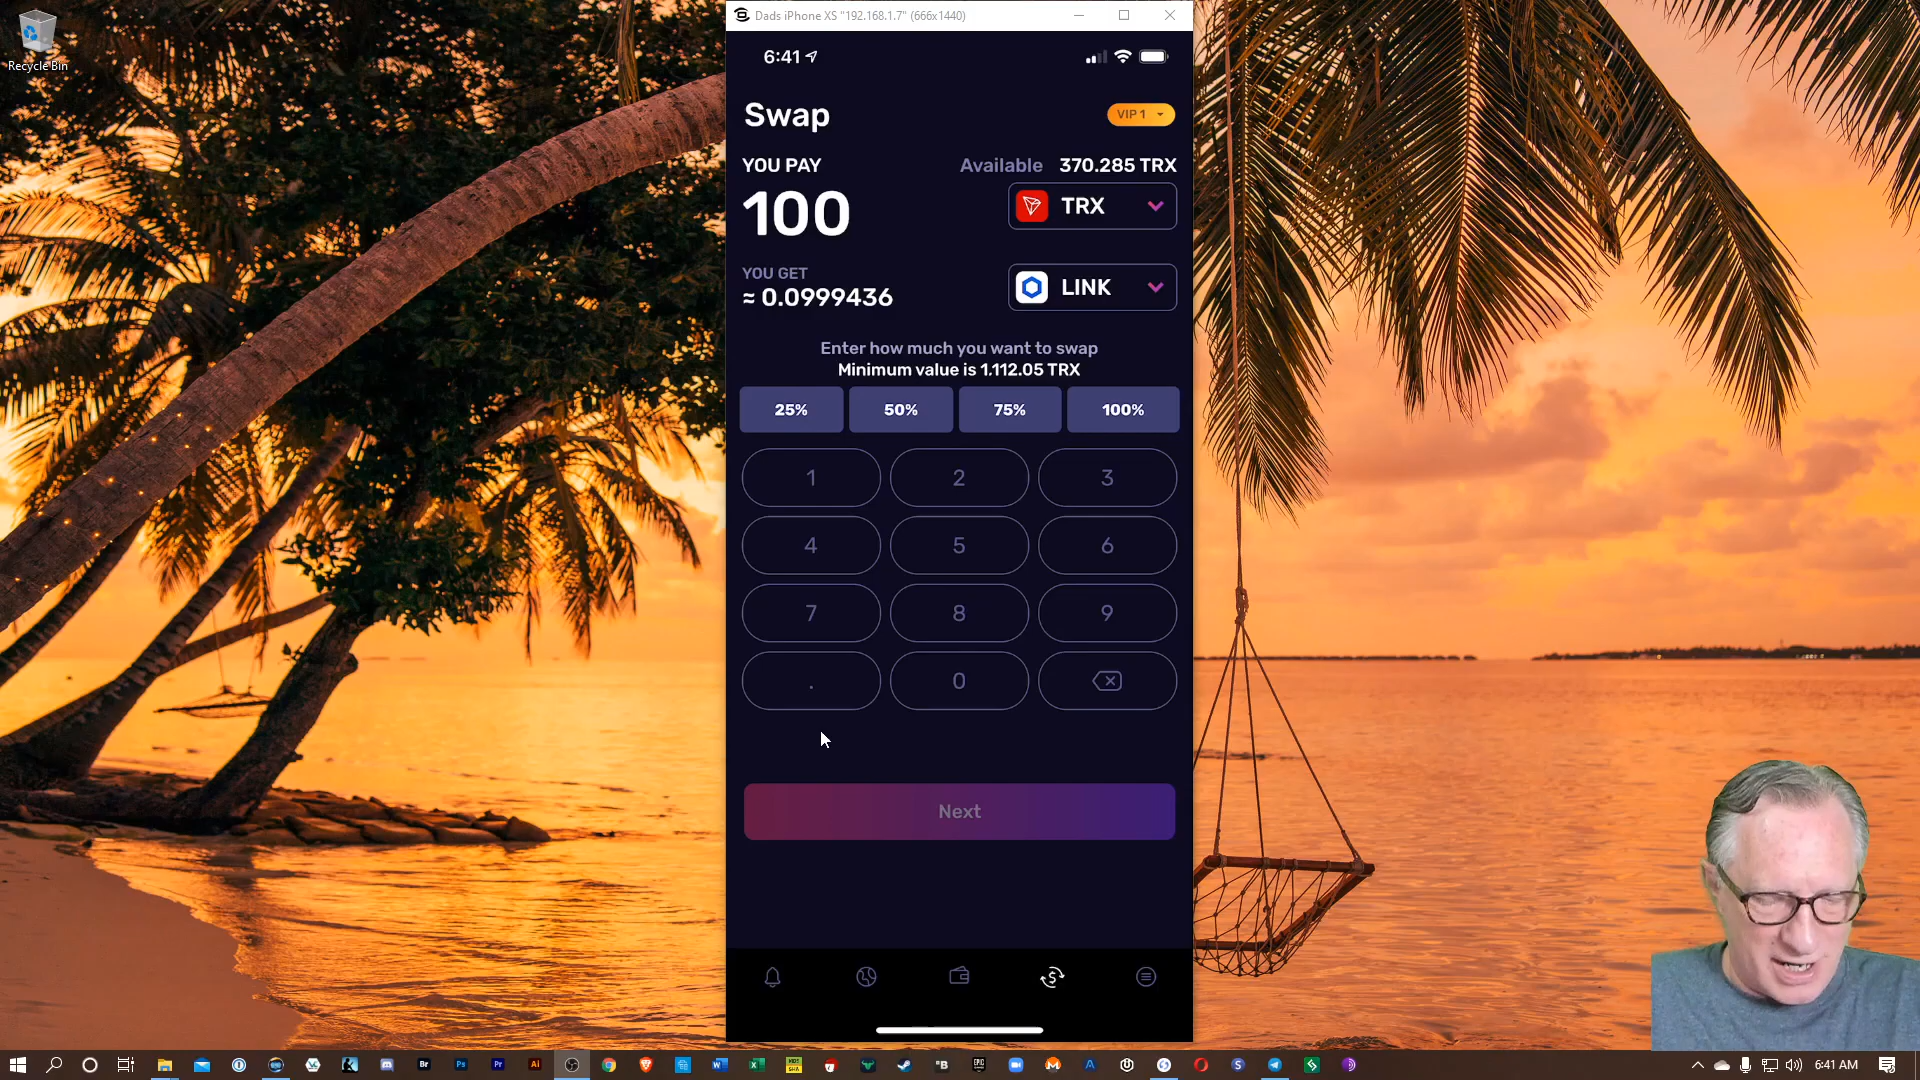 Recycle Bin
Dads iPhone XS "192.168.1.7" (666x1440)
6:41
Swap
VIP 1
YOU PAY
Available 370.285 TRX
100
TRX
YOU GET
≈ 0.0999436
LINK
Enter how much you want to swap
Minimum value is 1,112.05 TRX
25% 50% 75% 100%
1 2 3
4 5 6
7 8 9
. 0
Next
6:41 AM